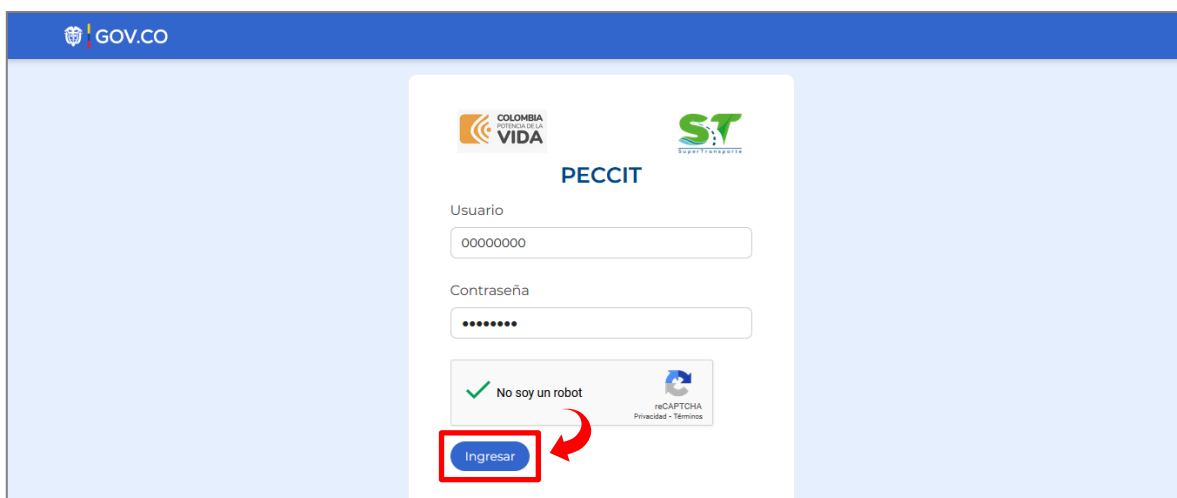 GOV.CO
COLOMBIA
POTENCIA DE LA
VIDA
ST
SuperTransporte
PECCIT
Usuario
00000000
Contraseña
••••••••
No soy un robot
reCAPTCHA
Privacidad - Términos
Ingresar